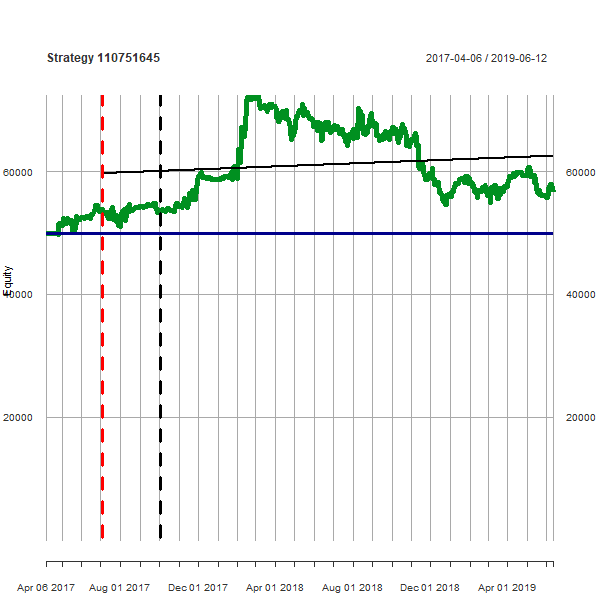 Strategy 110751645
2017-04-06 / 2019-06-12
60000
60000
Equity
40000
40000
20000
20000
Apr 06 2017
Aug 01 2017
Dec 01 2017
Apr 01 2018
Aug 01 2018
Dec 01 2018
Apr 01 2019